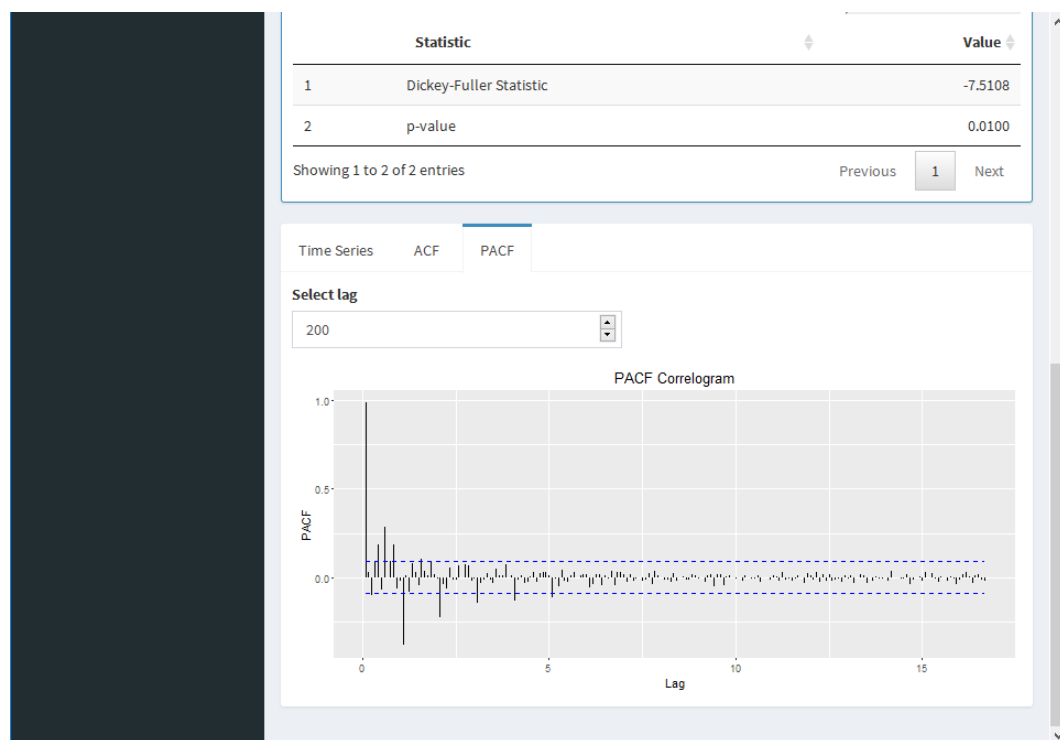 Statistic Value
1 Dickey-Fuller Statistic -7.5108
2 p-value 0.0100
Showing 1 to 2 of 2 entries Previous 1 Next
Time Series ACF PACF
Select lag
200
PACF Correlogram
1.0
0.5
0.0
PACF
0 5 10 15
Lag